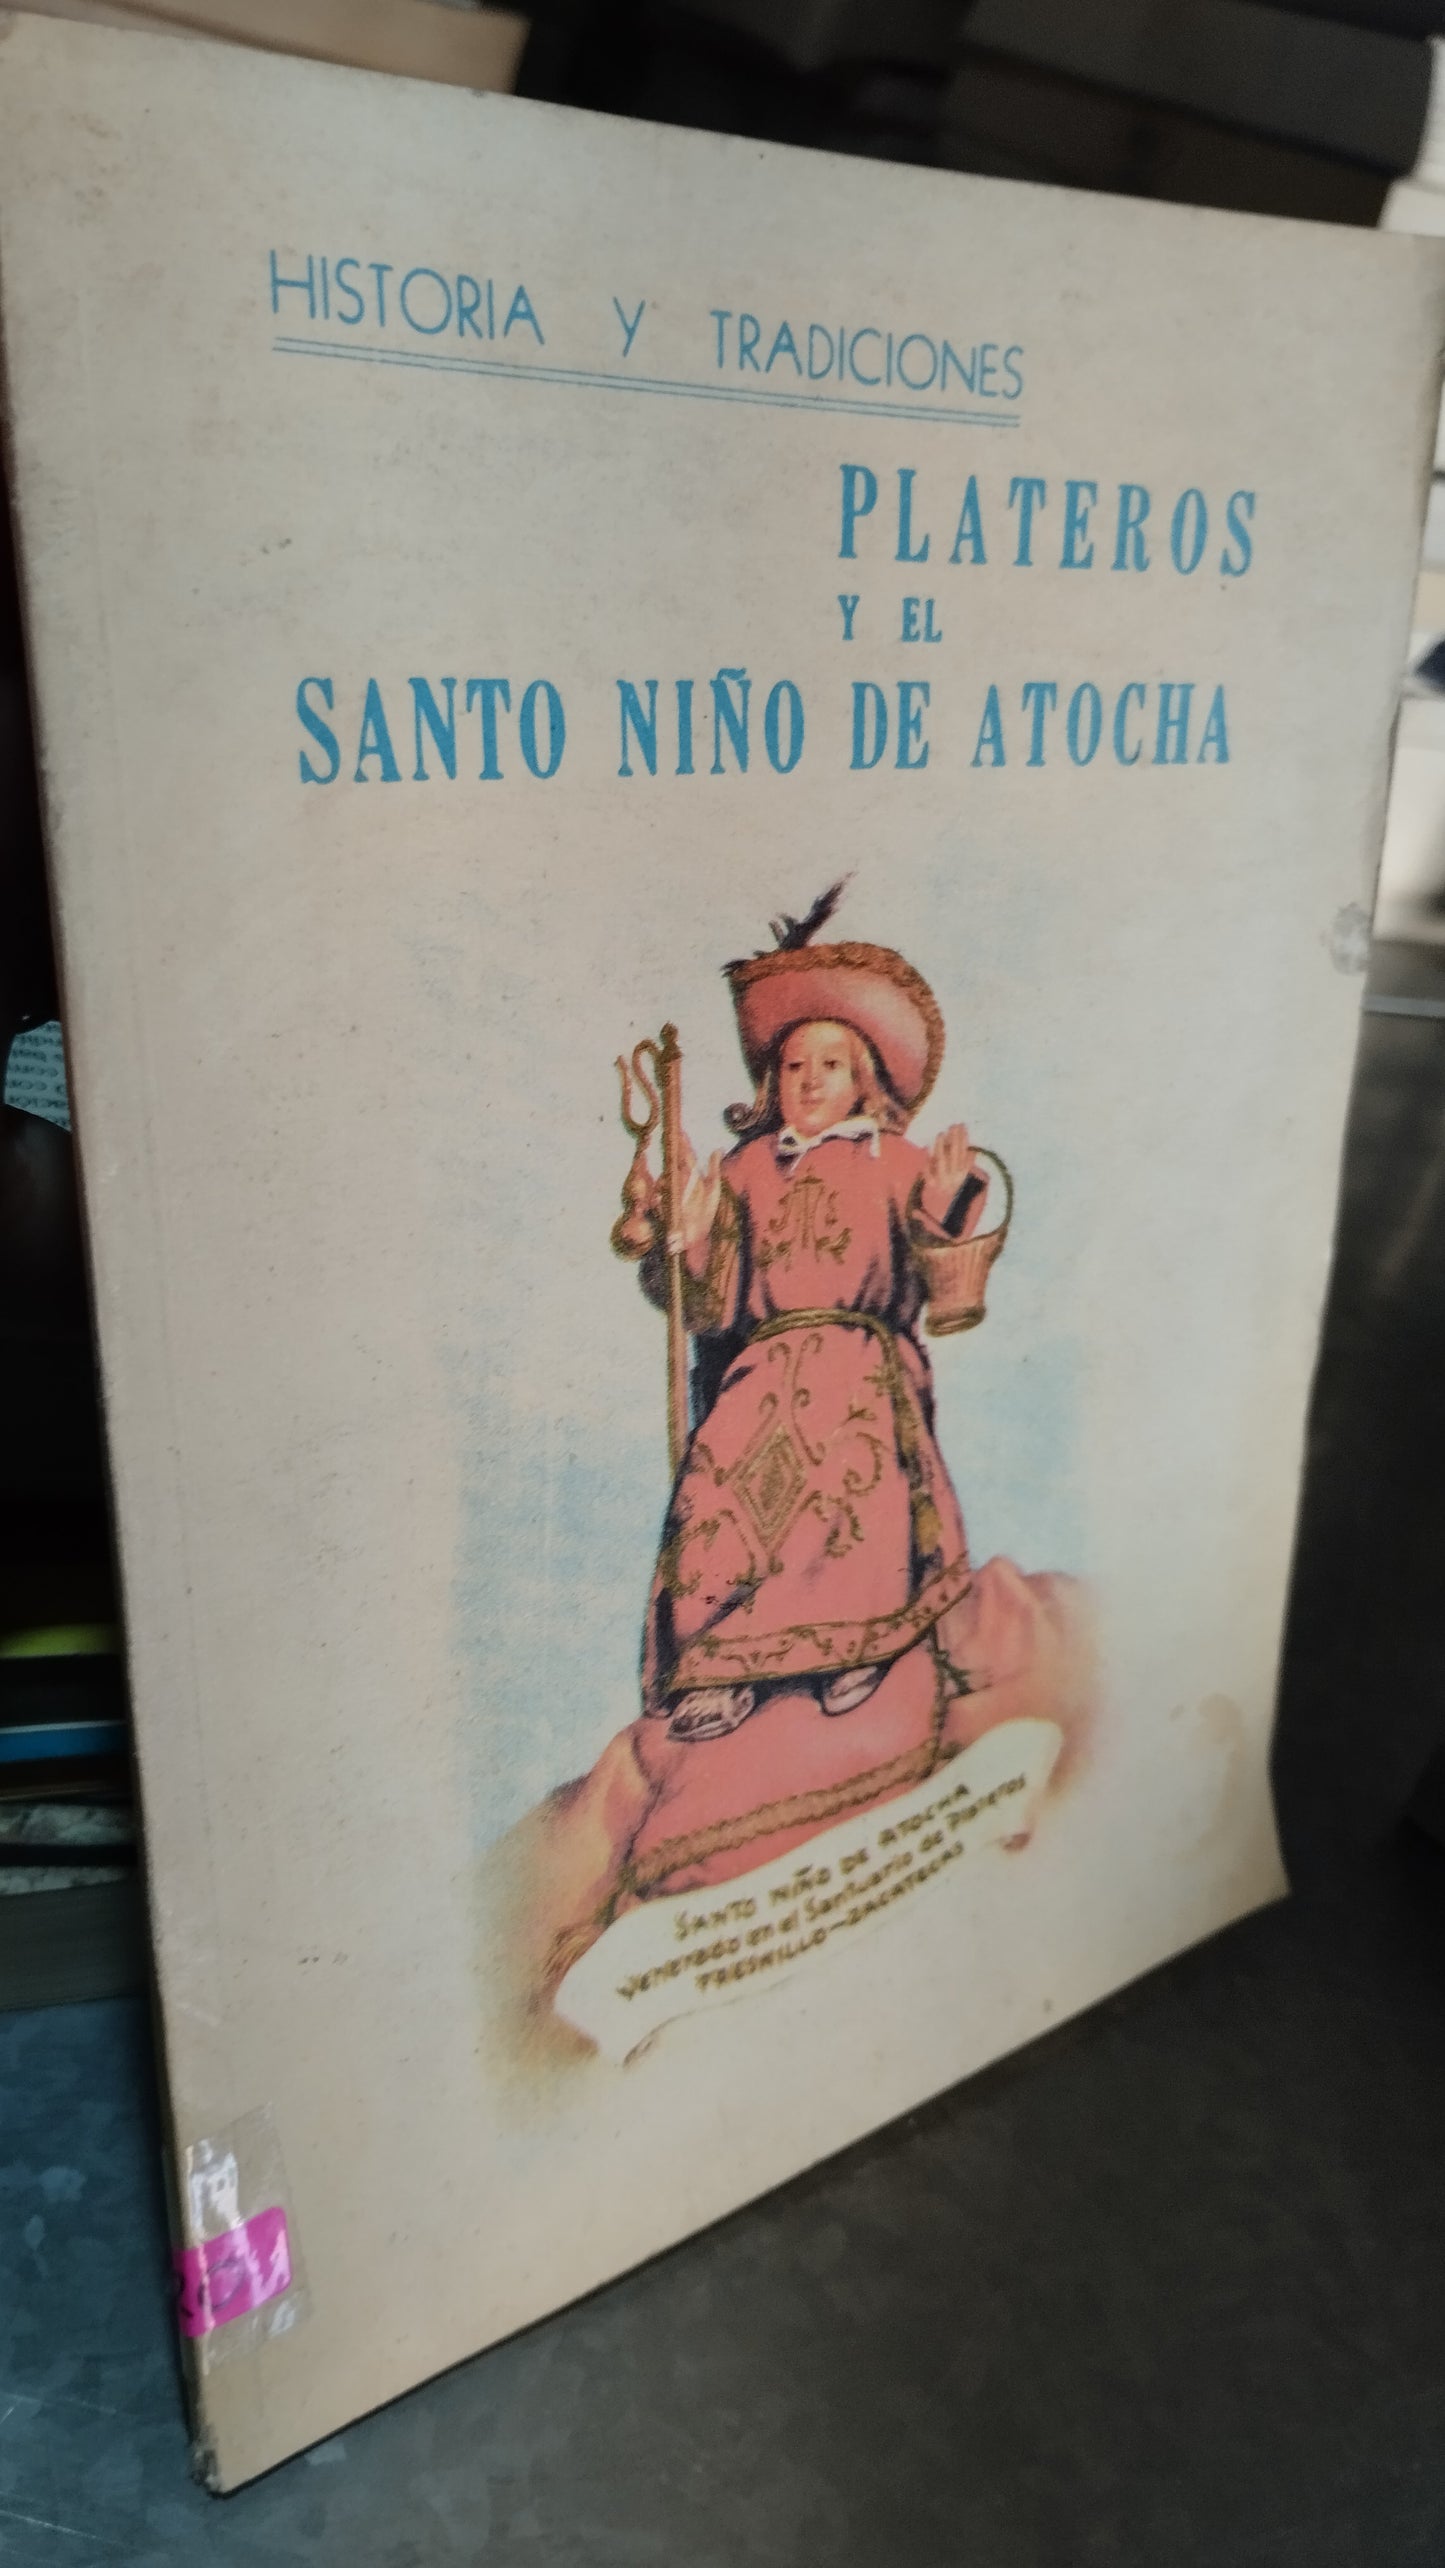 HISTORIA Y TRADICIONES
PLATEROS
Y EL
SANTO NIÑO DE ATOCHA
SANTO NIÑO DE ATOCHA
Venerado en el Santuario de Plateros
FRESNILLO-ZACATECAS